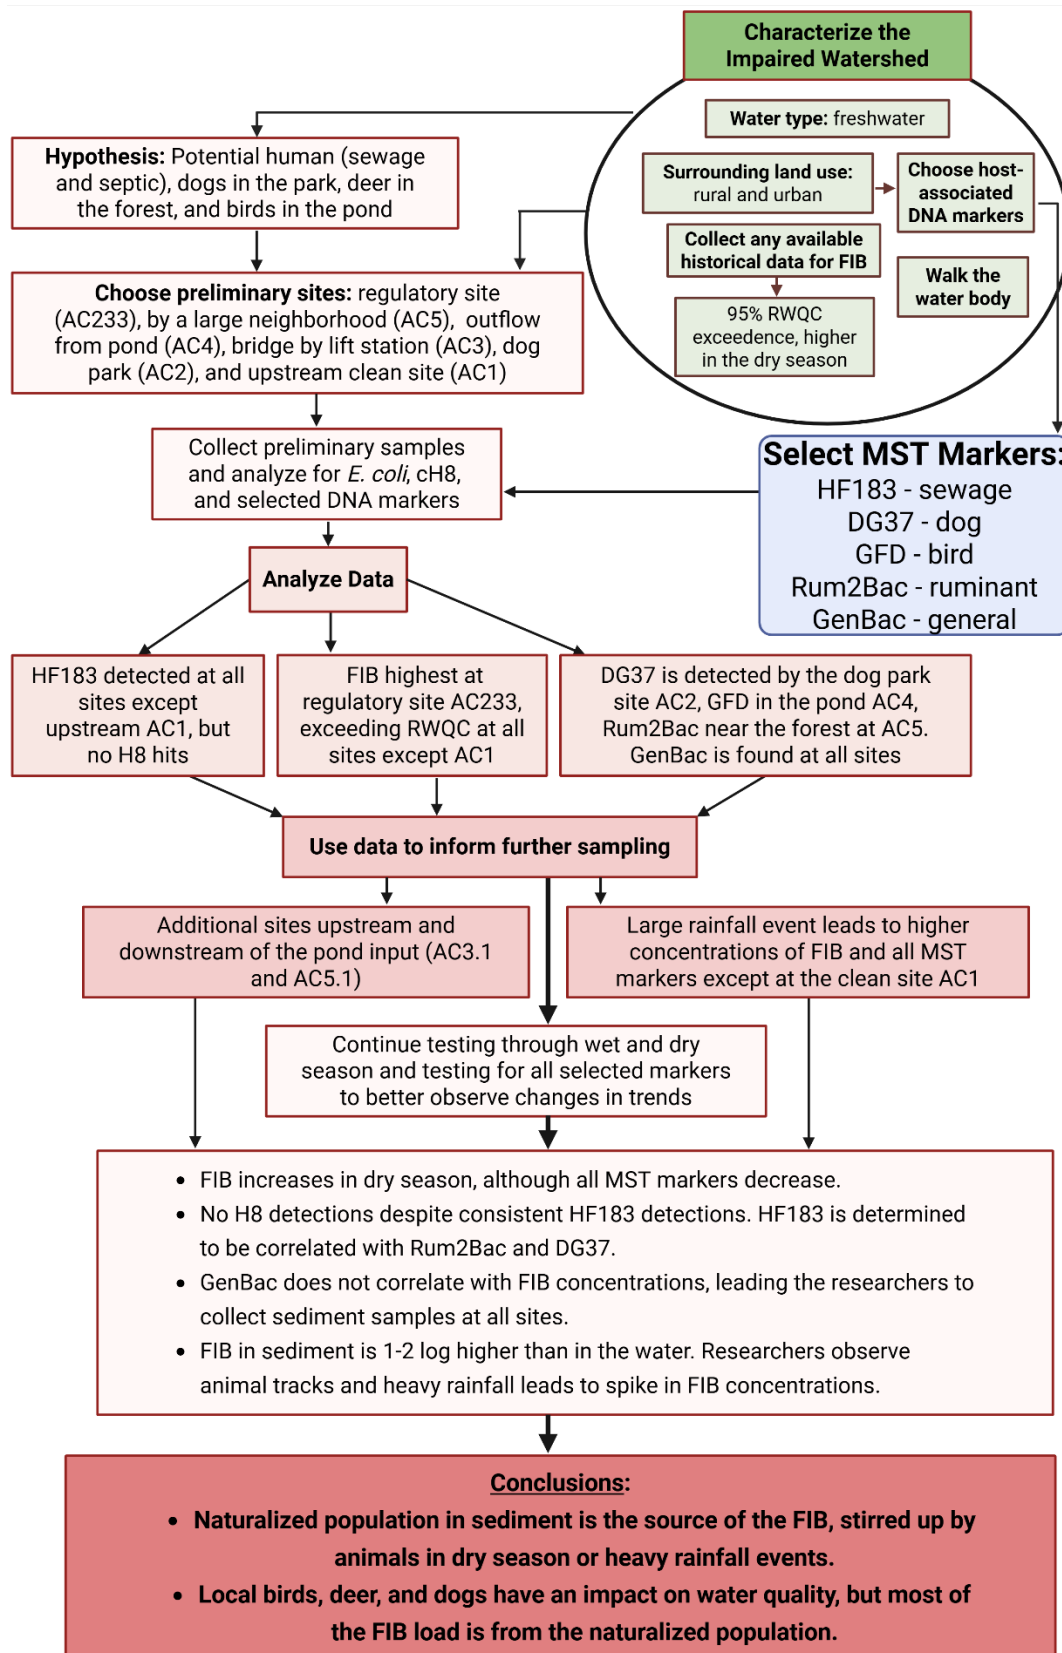 Characterize the
Impaired Watershed
Water type: freshwater
Surrounding land use:
rural and urban
Choose host-
associated
DNA markers
Collect any available
historical data for FIB
Walk the
water body
95% RWQC
exceedence, higher
in the dry season
Hypothesis: Potential human (sewage
and septic), dogs in the park, deer in
the forest, and birds in the pond
Choose preliminary sites: regulatory site
(AC233), by a large neighborhood (AC5), outflow
from pond (AC4), bridge by lift station (AC3), dog
park (AC2), and upstream clean site (AC1)
Collect preliminary samples
and analyze for E. coli, cH8,
and selected DNA markers
Select MST Markers:
HF183 - sewage
DG37 - dog
GFD - bird
Rum2Bac - ruminant
GenBac - general
Analyze Data
HF183 detected at all
sites except
upstream AC1, but
no H8 hits
FIB highest at
regulatory site AC233,
exceeding RWQC at all
sites except AC1
DG37 is detected by the dog park
site AC2, GFD in the pond AC4,
Rum2Bac near the forest at AC5.
GenBac is found at all sites
Use data to inform further sampling
Additional sites upstream and
downstream of the pond input (AC3.1
and AC5.1)
Large rainfall event leads to higher
concentrations of FIB and all MST
markers except at the clean site AC1
Continue testing through wet and dry
season and testing for all selected markers
to better observe changes in trends
• FIB increases in dry season, although all MST markers decrease.
• No H8 detections despite consistent HF183 detections. HF183 is determined
to be correlated with Rum2Bac and DG37.
• GenBac does not correlate with FIB concentrations, leading the researchers to
collect sediment samples at all sites.
• FIB in sediment is 1-2 log higher than in the water. Researchers observe
animal tracks and heavy rainfall leads to spike in FIB concentrations.
Conclusions:
• Naturalized population in sediment is the source of the FIB, stirred up by
animals in dry season or heavy rainfall events.
• Local birds, deer, and dogs have an impact on water quality, but most of
the FIB load is from the naturalized population.